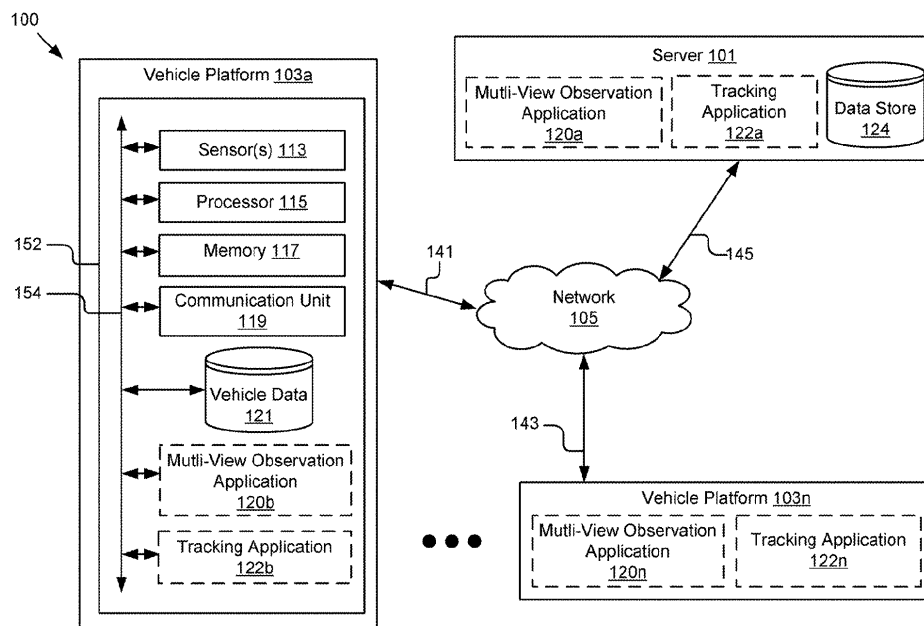 100
Vehicle Platform 103a
Sensor(s) 113
Processor 115
Memory 117
Communication Unit
119
Vehicle Data
121
Mutli-View Observation
Application
120b
Tracking Application
122b
152
154
141
Network
105
145
143
Server 101
Mutli-View Observation
Application
120a
Tracking
Application
122a
Data Store
124
Vehicle Platform 103n
Mutli-View Observation
Application
120n
Tracking Application
122n